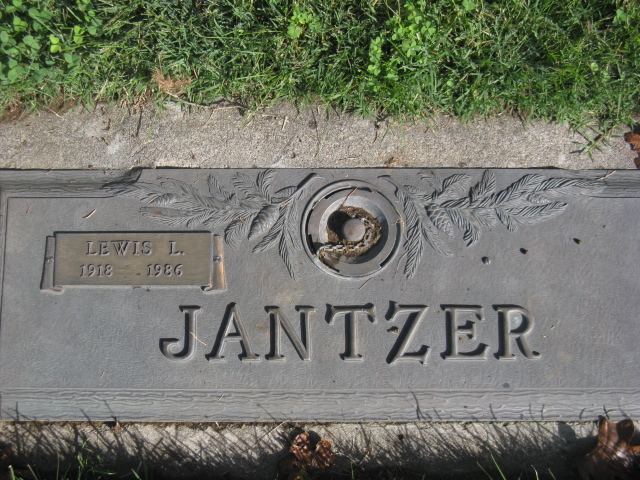 LEWIS L.
1918 - 1986
JANTZER